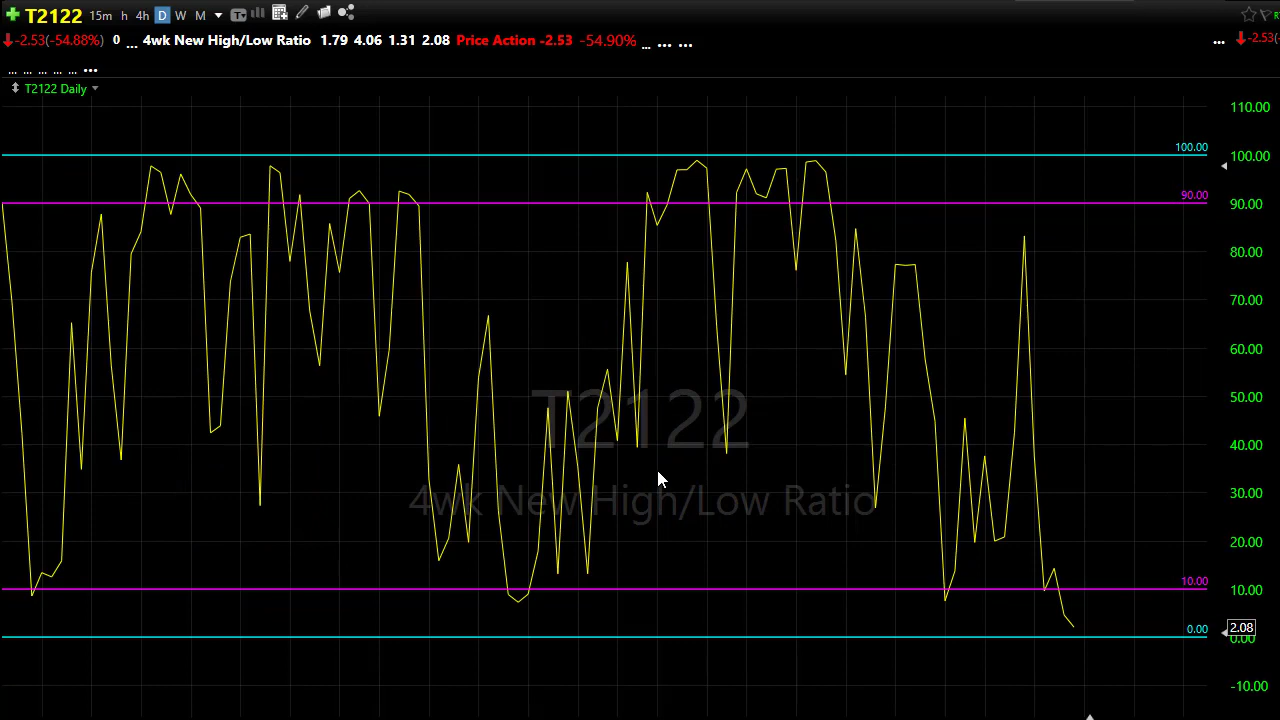 T2122 15m h 4h D W M
-2.53(-54.88%) 0 ... 4wk New High/Low Ratio 1.79 4.06 1.31 2.08 Price Action -2.53 -54.90% ... ... ... ... -2.53(-
... ... ... ... ... ...
T2122 Daily
110.00
100.00 100.00
90.00 90.00
80.00
70.00
60.00
50.00
T2122
40.00
4wk New High/Low Ratio
30.00
20.00
10.00 10.00
0.00 2.08
0.00
-10.00